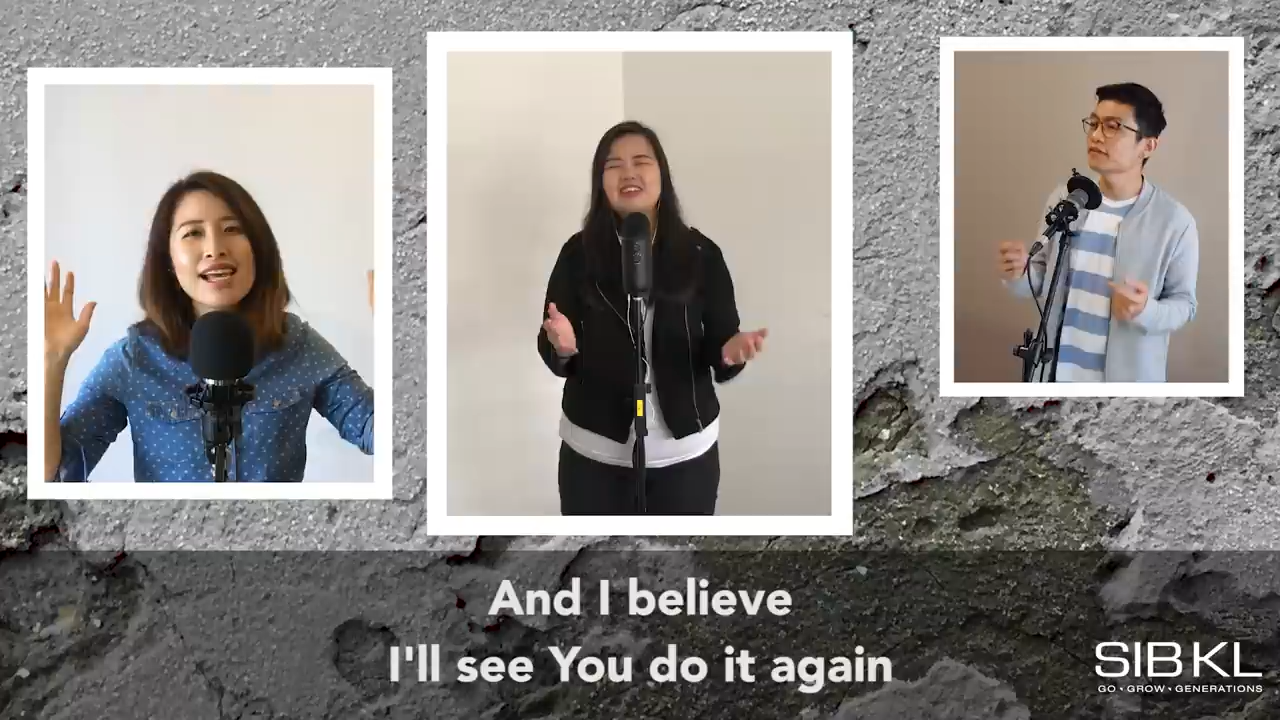 And I believe
I'll see You do it again
SIBKL
GO • GROW • GENERATIONS